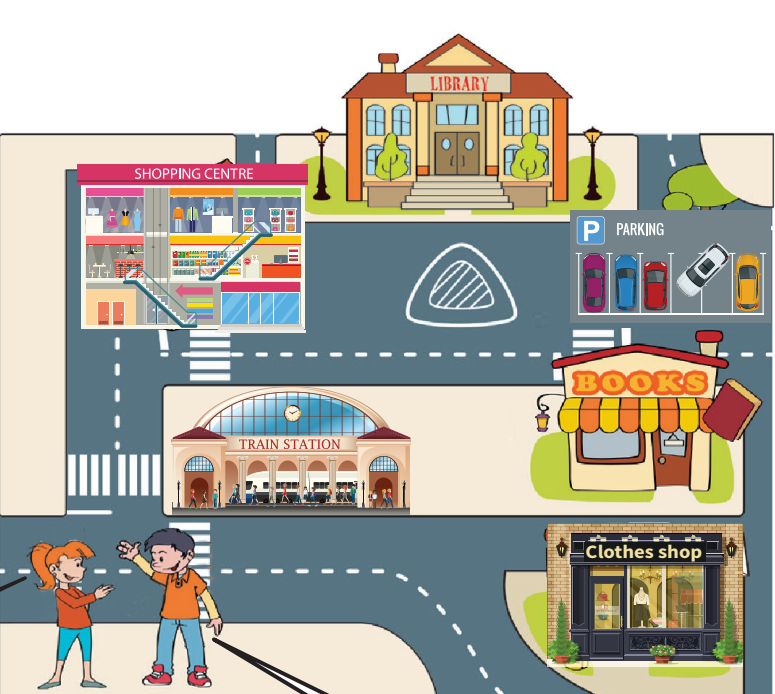 LIBRARY
SHOPPING CENTRE
P PARKING
BOOKS
TRAIN STATION
Clothes shop